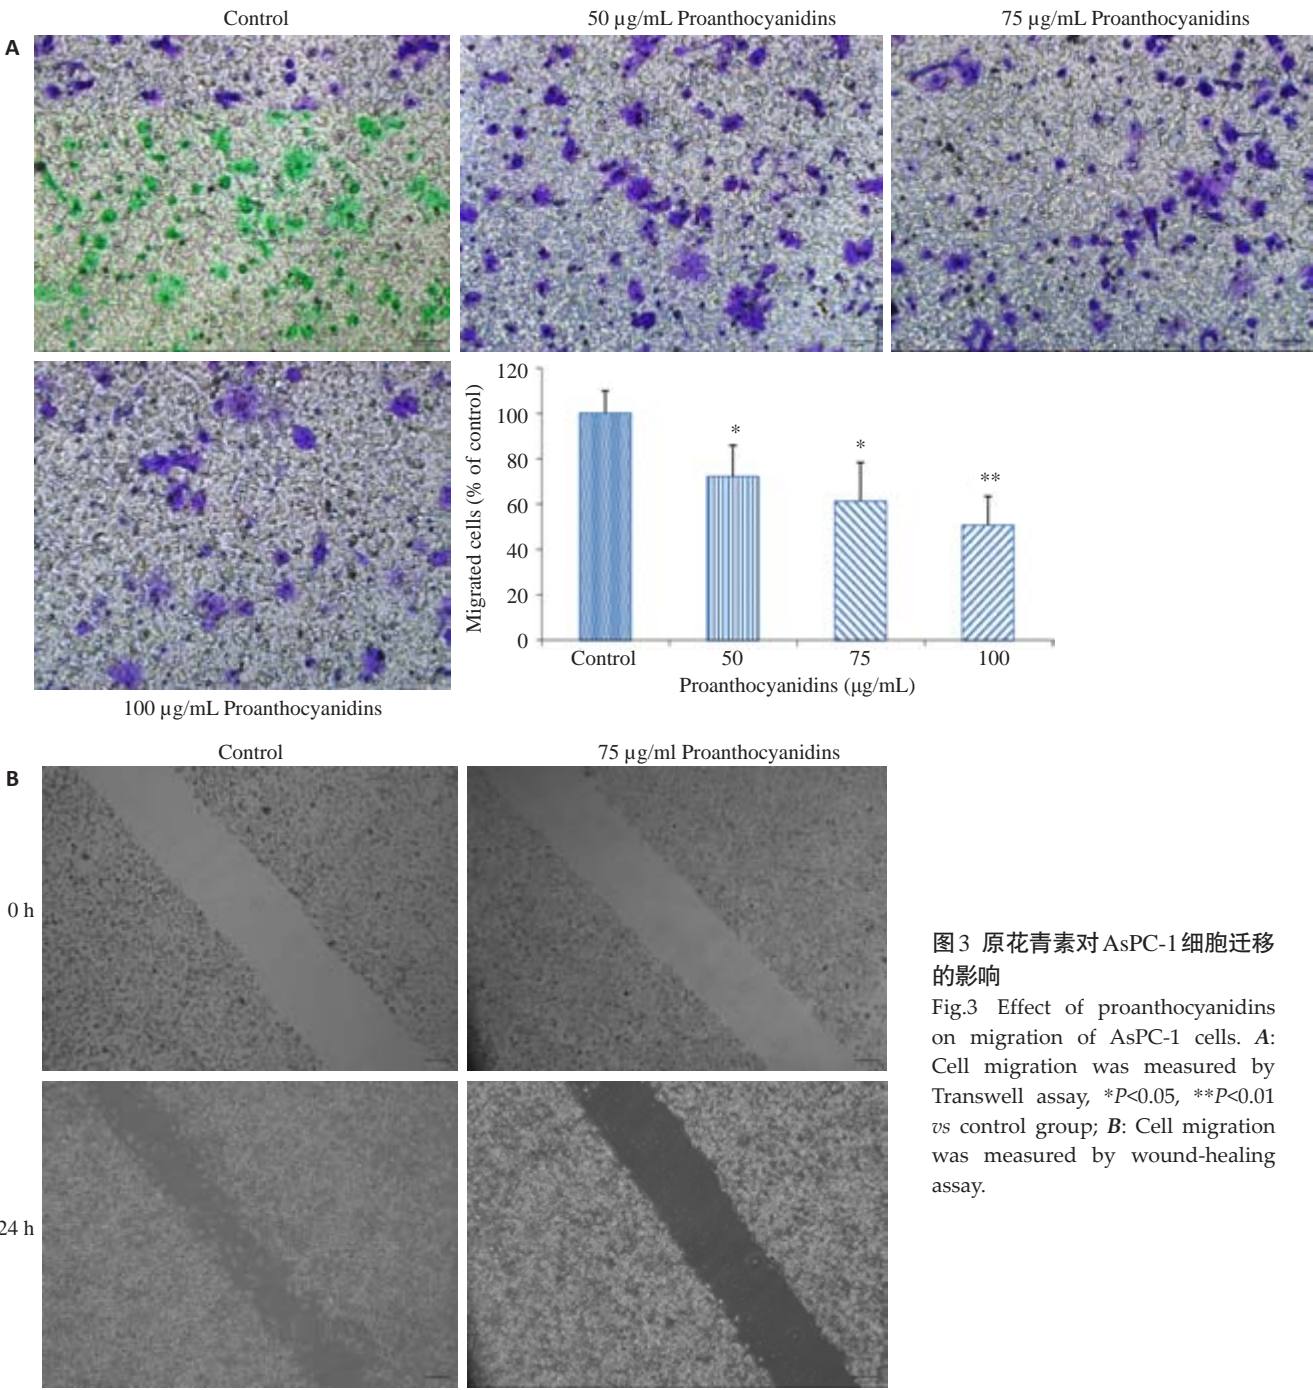 Control
50 µg/mL Proanthocyanidins
75 µg/mL Proanthocyanidins
A
100 µg/mL Proanthocyanidins
Migrated cells (% of control)
120
100
80
60
40
20
0
*
*
**
Control
50
75
100
Proanthocyanidins (µg/mL)
Control
75 µg/ml Proanthocyanidins
B
0 h
24 h
图3 原花青素对AsPC-1细胞迁移
的影响
Fig.3 Effect of proanthocyanidins
on migration of AsPC-1 cells. A:
Cell migration was measured by
Transwell assay, *P<0.05, **P<0.01
vs control group; B: Cell migration
was measured by wound-healing
assay.